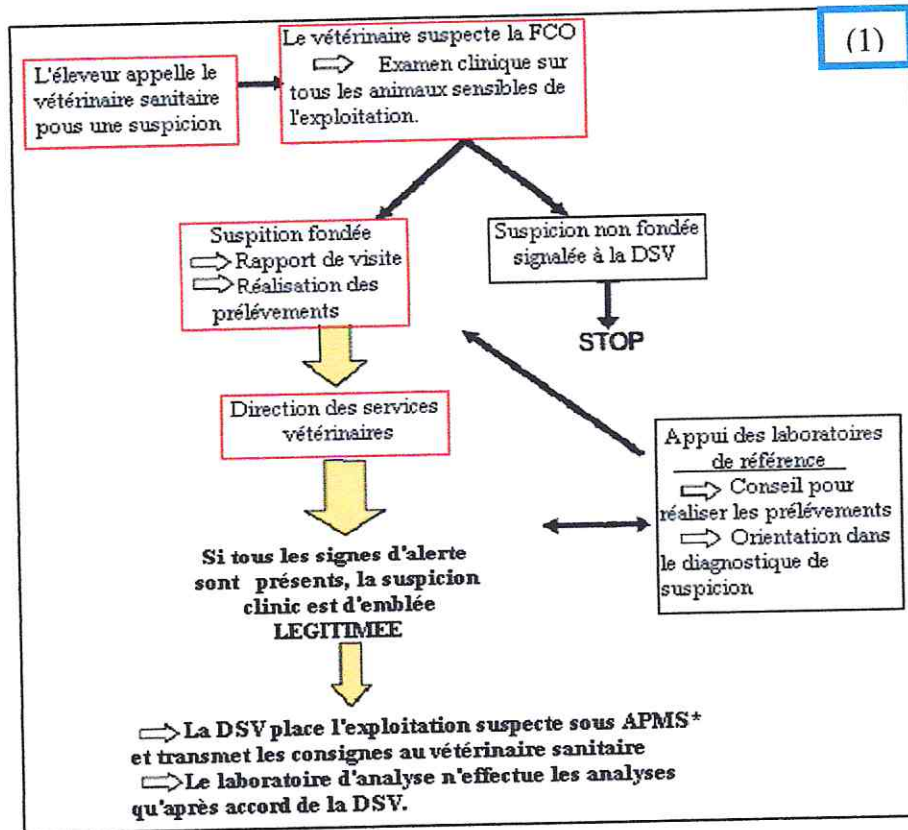 (1)
L'éleveur appelle le
vétérinaire sanitaire
pous une suspicion
Le vétérinaire suspecte la FCO
Examen clinique sur
tous les animaux sensibles de
l'exploitation.
Suspition fondée
Rapport de visite
Réalisation des
prélévements
Suspicion non fondée
signalée à la DSV
STOP
Direction des services
vétérinaires
Appui des laboratoires
de référence
Conseil pour
réaliser les prélévements
Orientation dans
le diagnostique de
suspicion
Si tous les signes d'alerte
sont présents, la suspicion
clinic est d'emblée
LEGITIMEE
La DSV place l'exploitation suspecte sous APMS*
et transmet les consignes au vétérinaire sanitaire
Le laboratoire d'analyse n'effectue les analyses
qu'après accord de la DSV.